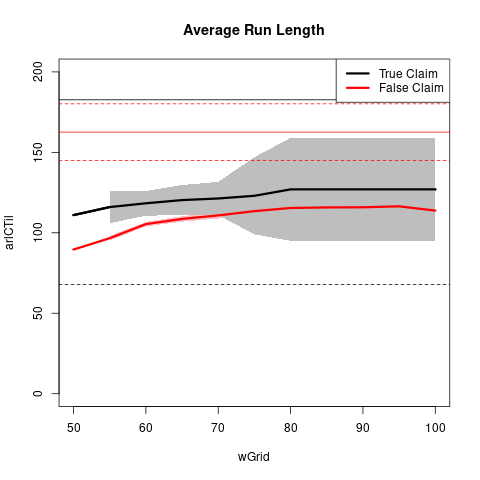 Average Run Length
True Claim
False Claim
arlCTil
200
150
100
50
0
50 60 70 80 90 100
wGrid